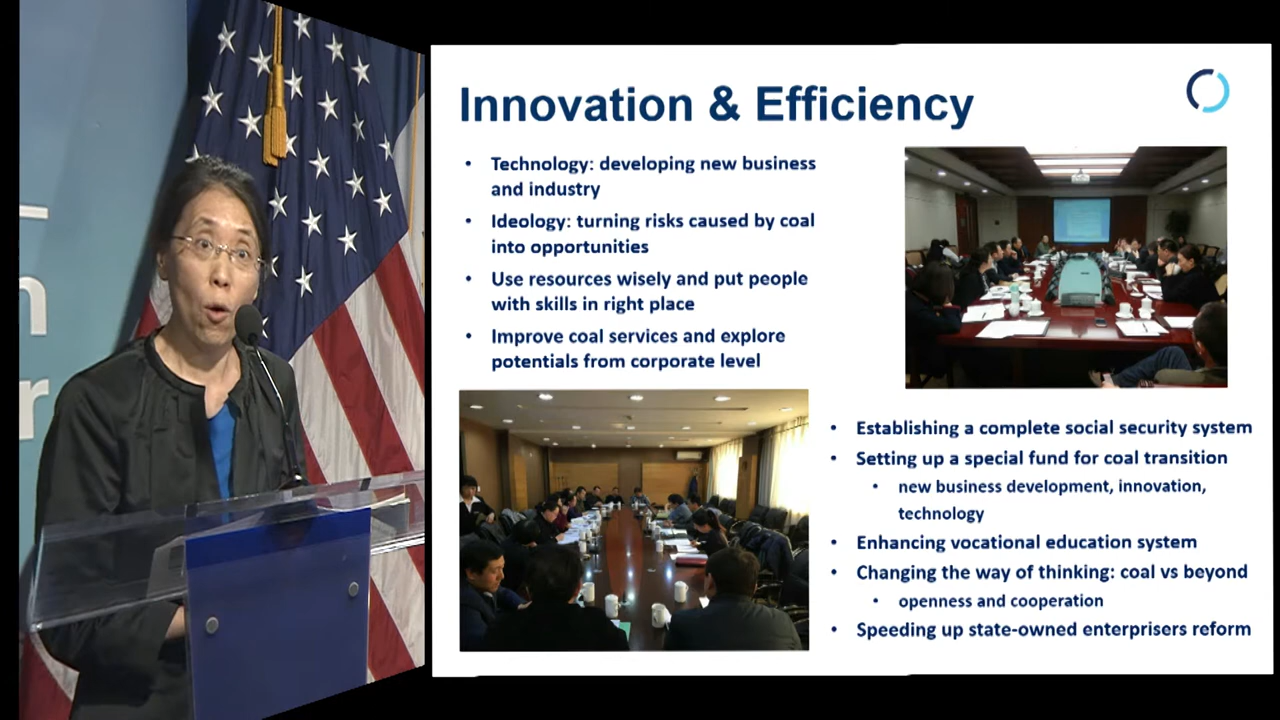 Innovation & Efficiency
• Technology: developing new business
and industry
• Ideology: turning risks caused by coal
into opportunities
• Use resources wisely and put people
with skills in right place
• Improve coal services and explore
potentials from corporate level
• Establishing a complete social security system
• Setting up a special fund for coal transition
• new business development, innovation,
technology
• Enhancing vocational education system
• Changing the way of thinking: coal vs beyond
• openness and cooperation
• Speeding up state-owned enterprisers reform
n
r